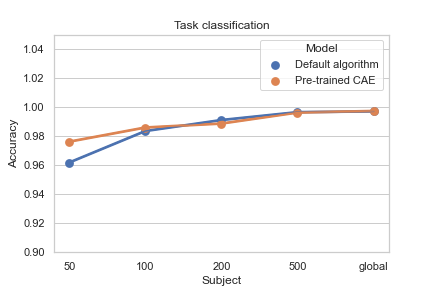 Task classification
Model
Default algorithm
Pre-trained CAE
1.04
1.02
1.00
0.98
0.96
0.94
0.92
0.90
Accuracy
50 100 200 500 global
Subject